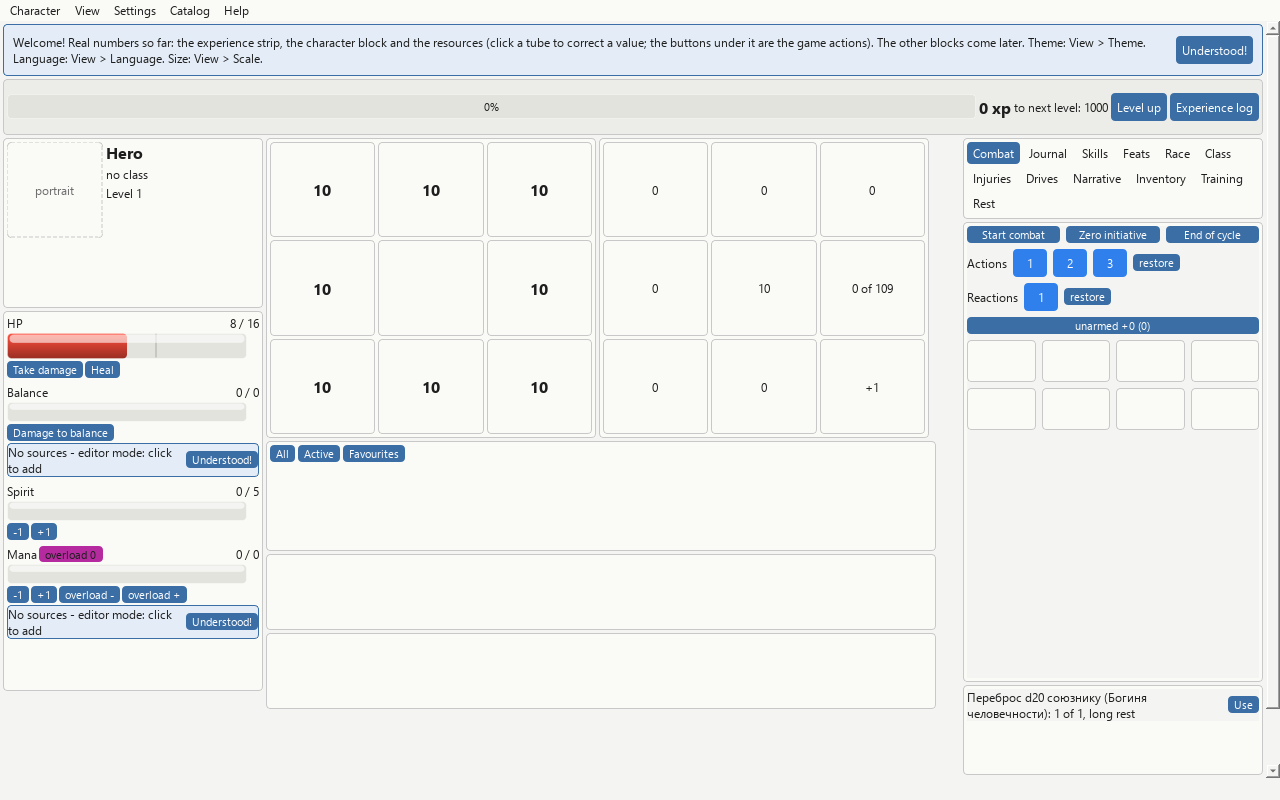 Character View Settings Catalog Help
Welcome! Real numbers so far: the experience strip, the character block and the resources (click a tube to correct a value; the buttons under it are the game actions). The other blocks come later. Theme: View > Theme.
Language: View > Language. Size: View > Scale.
Understood!
0%
0 xp to next level: 1000 Level up Experience log
portrait
Hero
no class
Level 1
HP 8 / 16
Take damage Heal
Balance 0 / 0
Damage to balance
No sources - editor mode: click
to add
Understood!
Spirit 0 / 5
-1 +1
Mana overload 0 0 / 0
-1 +1 overload - overload +
No sources - editor mode: click
to add
Understood!
10 10 10 0 0 0
10 10 0 10 0 of 109
10 10 10 0 0 +1
All Active Favourites
Combat Journal Skills Feats Race Class
Injuries Drives Narrative Inventory Training
Rest
Start combat Zero initiative End of cycle
Actions 1 2 3 restore
Reactions 1 restore
unarmed +0 (0)
Переброс d20 союзнику (Богиня
человечности): 1 of 1, long rest
Use